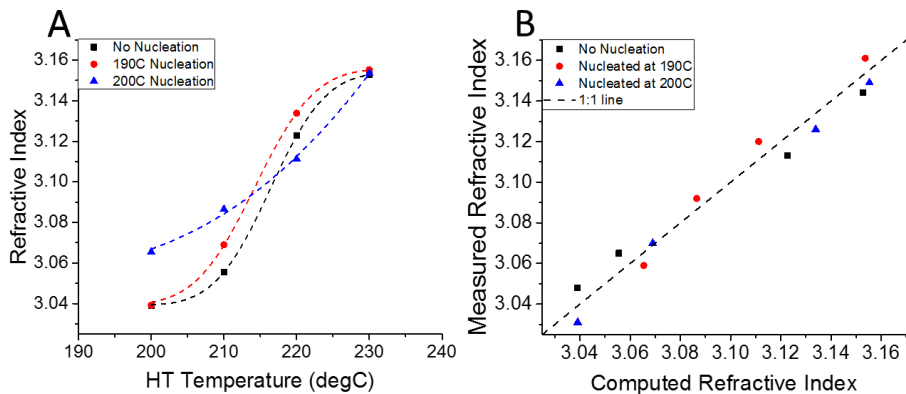 A
No Nucleation
190C Nucleation
200C Nucleation
3.16
3.14
3.12
3.10
3.08
3.06
3.04
Refractive Index
190 200 210 220 230 240
HT Temperature (degC)
B
No Nucleation
Nucleated at 190C
Nucleated at 200C
1:1 line
3.16
3.14
3.12
3.10
3.08
3.06
3.04
Measured Refractive Index
3.04 3.06 3.08 3.10 3.12 3.14 3.16
Computed Refractive Index